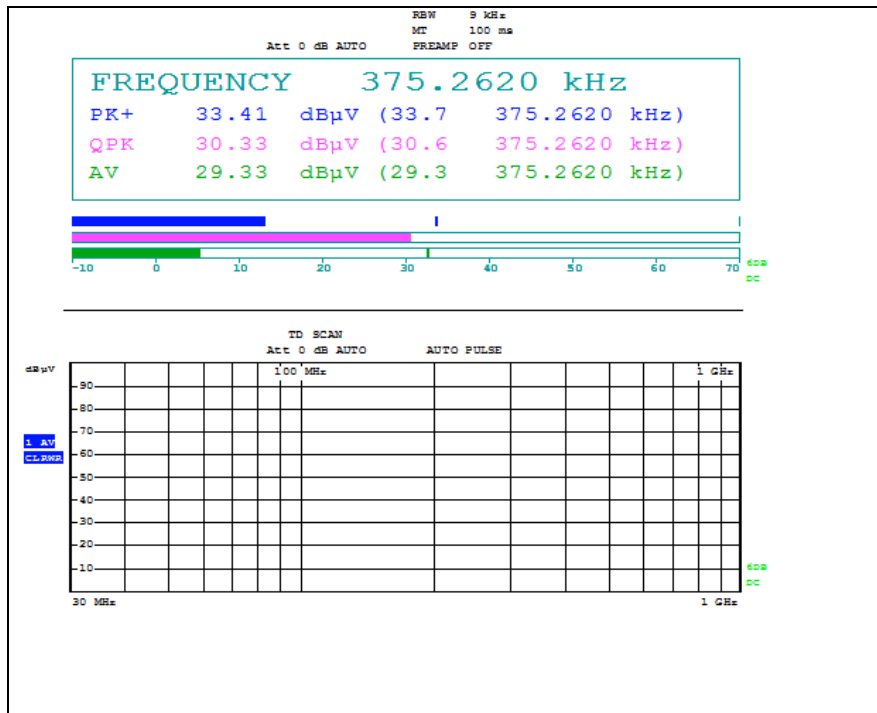 RBW 9 kHz
MT 100 ms
Att 0 dB AUTO PREAMP OFF
FREQUENCY 375.2620 kHz
PK+ 33.41 dBµV (33.7 375.2620 kHz)
QPK 30.33 dBµV (30.6 375.2620 kHz)
AV 29.33 dBµV (29.3 375.2620 kHz)
-10 0 10 20 30 40 50 60 70
6DB
DC
TD SCAN
Att 0 dB AUTO AUTO PULSE
dBµV
100 MHz 1 GHz
90
80
70
1 AV
60
CLRWR
50
40
30
20
10
6DB
DC
30 MHz 1 GHz